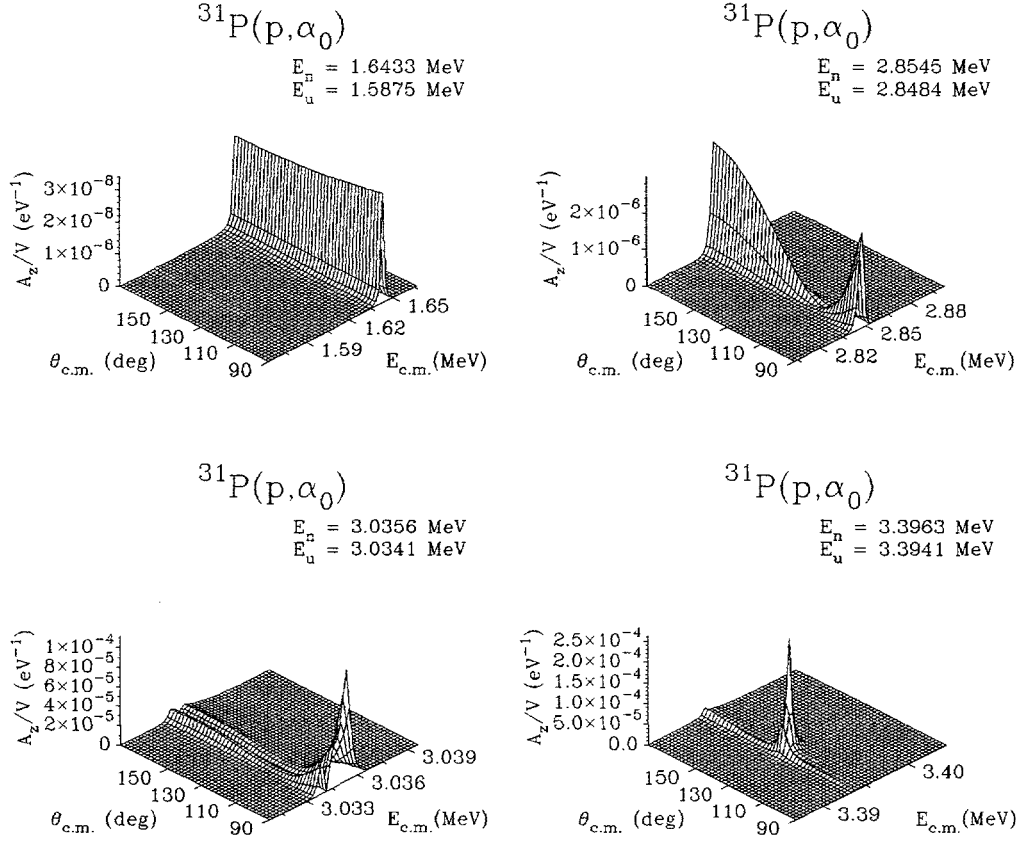 ³¹P(p,α₀)
Eₙ = 1.6433 MeV
Eᵤ = 1.5875 MeV
A_z/V (eV⁻¹)
3×10⁻⁸
2×10⁻⁸
1×10⁻⁸
0
150
130
110
90
θ_c.m. (deg)
1.59
1.62
1.65
E_c.m.(MeV)
³¹P(p,α₀)
Eₙ = 2.8545 MeV
Eᵤ = 2.8484 MeV
A_z/V (eV⁻¹)
2×10⁻⁶
1×10⁻⁶
0
150
130
110
90
θ_c.m. (deg)
2.82
2.85
2.88
E_c.m.(MeV)
³¹P(p,α₀)
Eₙ = 3.0356 MeV
Eᵤ = 3.0341 MeV
A_z/V (eV⁻¹)
1×10⁻⁴
8×10⁻⁵
6×10⁻⁵
4×10⁻⁵
2×10⁻⁵
0
150
130
110
90
θ_c.m. (deg)
3.033
3.036
3.039
E_c.m.(MeV)
³¹P(p,α₀)
Eₙ = 3.3963 MeV
Eᵤ = 3.3941 MeV
A_z/V (eV⁻¹)
2.5×10⁻⁴
2.0×10⁻⁴
1.5×10⁻⁴
1.0×10⁻⁴
5.0×10⁻⁵
0.0
150
130
110
90
θ_c.m. (deg)
3.39
3.40
E_c.m.(MeV)